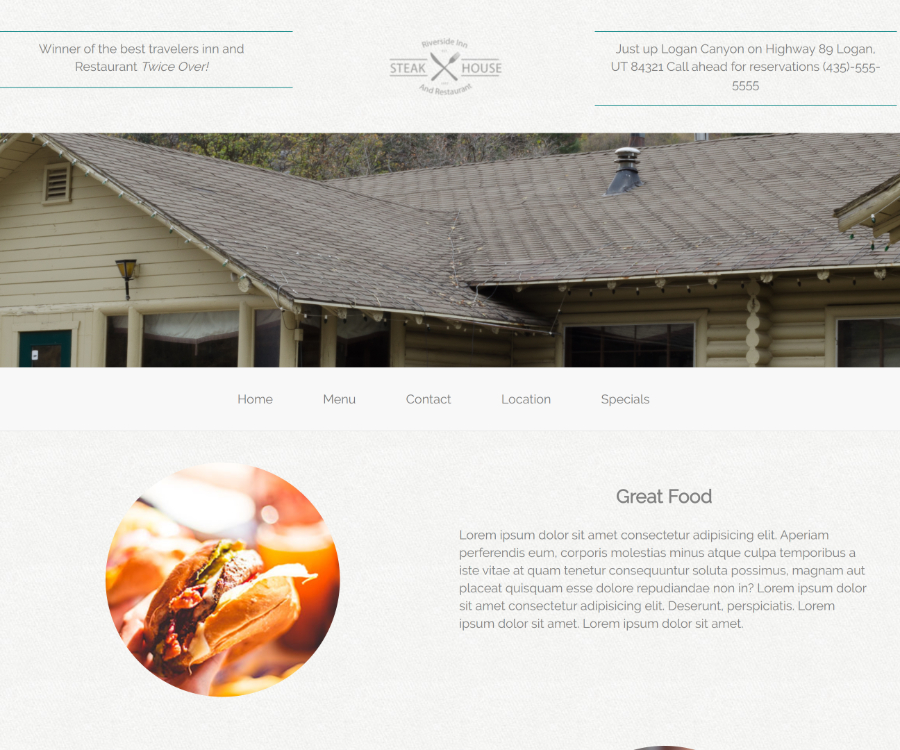 Winner of the best travelers inn and
Restaurant Twice Over!
Riverside Inn
STEAK HOUSE
And Restaurant
Just up Logan Canyon on Highway 89 Logan,
UT 84321 Call ahead for reservations (435)-555-
5555
Home Menu Contact Location Specials
Great Food
Lorem ipsum dolor sit amet consectetur adipisicing elit. Aperiam
perferendis eum, corporis molestias minus atque culpa temporibus a
iste vitae at quam tenetur consequuntur soluta possimus, magnam aut
placeat quisquam esse dolore repudiandae non in? Lorem ipsum dolor
sit amet consectetur adipisicing elit. Deserunt, perspiciatis. Lorem
ipsum dolor sit amet. Lorem ipsum dolor sit amet.